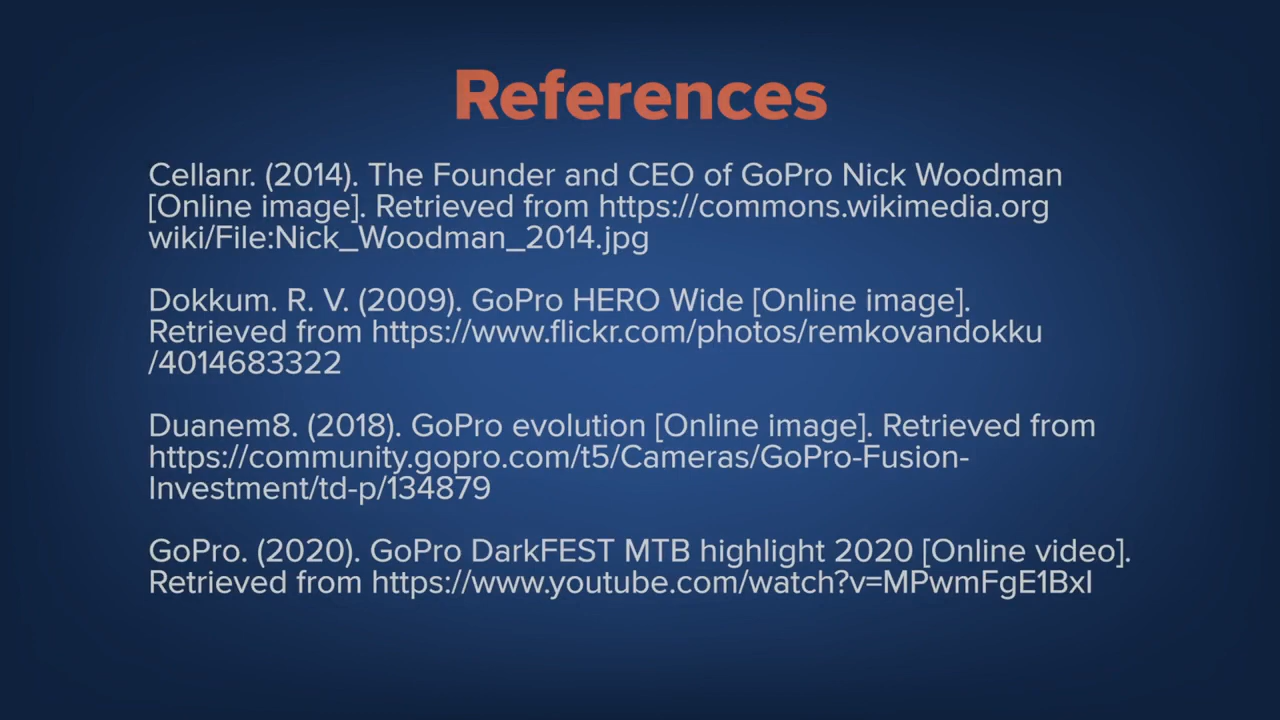 References
Cellanr. (2014). The Founder and CEO of GoPro Nick Woodman
[Online image]. Retrieved from https://commons.wikimedia.org
wiki/File:Nick_Woodman_2014.jpg
Dokkum. R. V. (2009). GoPro HERO Wide [Online image].
Retrieved from https://www.flickr.com/photos/remkovandokku
/4014683322
Duanem8. (2018). GoPro evolution [Online image]. Retrieved from
https://community.gopro.com/t5/Cameras/GoPro-Fusion-
Investment/td-p/134879
GoPro. (2020). GoPro DarkFEST MTB highlight 2020 [Online video].
Retrieved from https://www.youtube.com/watch?v=MPwmFgE1BxI